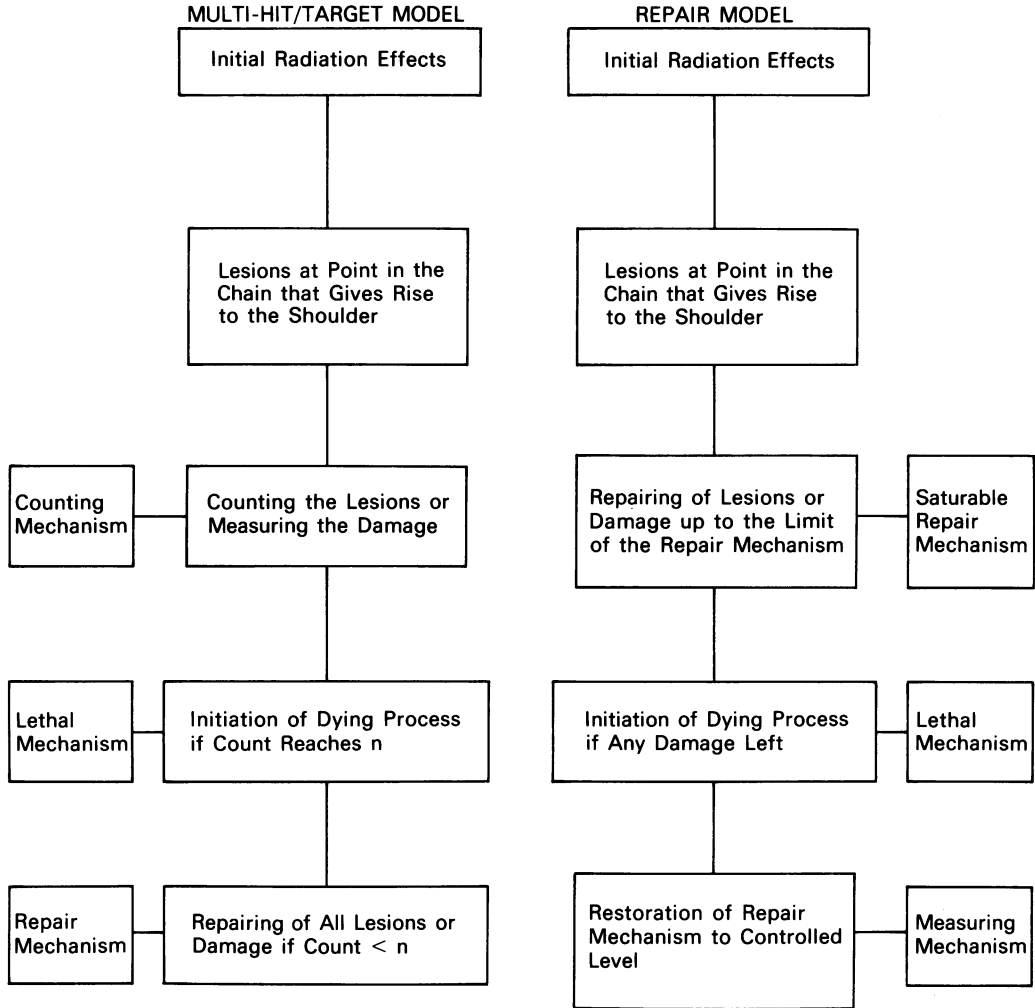 MULTI-HIT/TARGET MODEL
Initial Radiation Effects
Lesions at Point in the
Chain that Gives Rise
to the Shoulder
Counting
Mechanism
Counting the Lesions or
Measuring the Damage
Lethal
Mechanism
Initiation of Dying Process
if Count Reaches n
Repair
Mechanism
Repairing of All Lesions or
Damage if Count < n
REPAIR MODEL
Initial Radiation Effects
Lesions at Point in the
Chain that Gives Rise
to the Shoulder
Repairing of Lesions or
Damage up to the Limit
of the Repair Mechanism
Saturable
Repair
Mechanism
Initiation of Dying Process
if Any Damage Left
Lethal
Mechanism
Restoration of Repair
Mechanism to Controlled
Level
Measuring
Mechanism